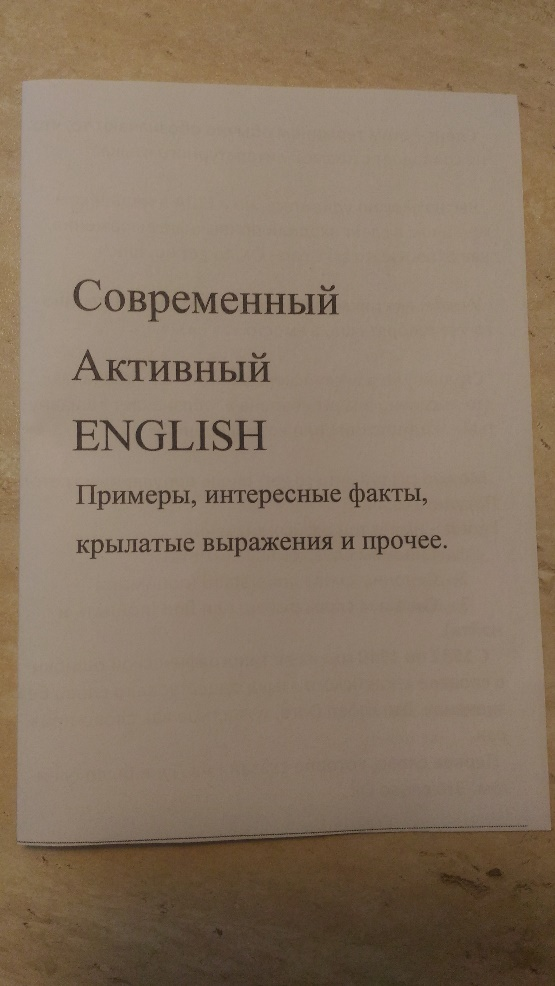 Современный
Активный
ENGLISH
Примеры, интересные факты,
крылатые выражения и прочее.